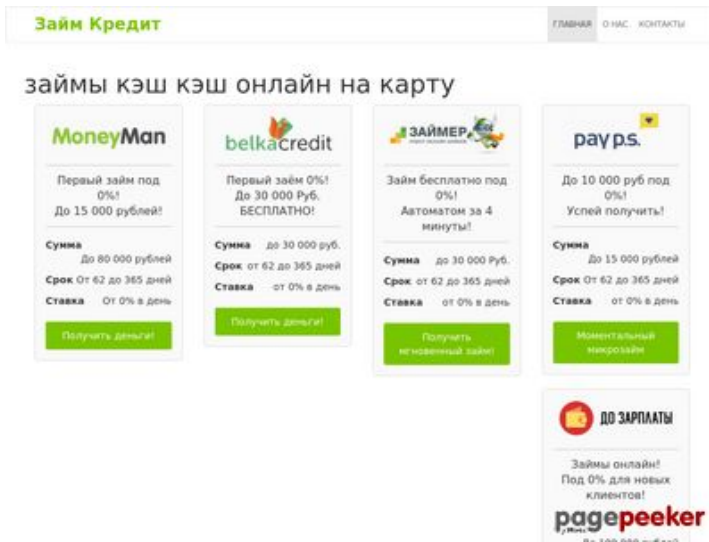 Займ Кредит
ГЛАВНАЯ О НАС КОНТАКТЫ
займы кэш кэш онлайн на карту
MoneyMan
Первый займ под
0%!
До 15 000 рублей!
Сумма
До 80 000 рублей
Срок От 62 до 365 дней
Ставка От 0% в день
Получить деньги!
belkacredit
Первый заём 0%!
До 30 000 Руб.
БЕСПЛАТНО!
Сумма до 30 000 руб.
Срок от 62 до 365 дней
Ставка от 0% в день
Получить деньги!
ЗАЙМЕР
Займ бесплатно под
0%!
Автоматом за 4
минуты!
Сумма до 30 000 Руб.
Срок от 62 до 365 дней
Ставка от 0% в день
Получить
мгновенный займ!
pay p.s.
До 10 000 руб под
0%!
Успей получить!
Сумма
До 15 000 рублей
Срок От 62 до 365 дней
Ставка От 0% в день
Моментальный
микрозайм
ДО ЗАРПЛАТЫ
Займы онлайн!
Под 0% для новых
клиентов!
pagepeeker
До 100 000 рублей